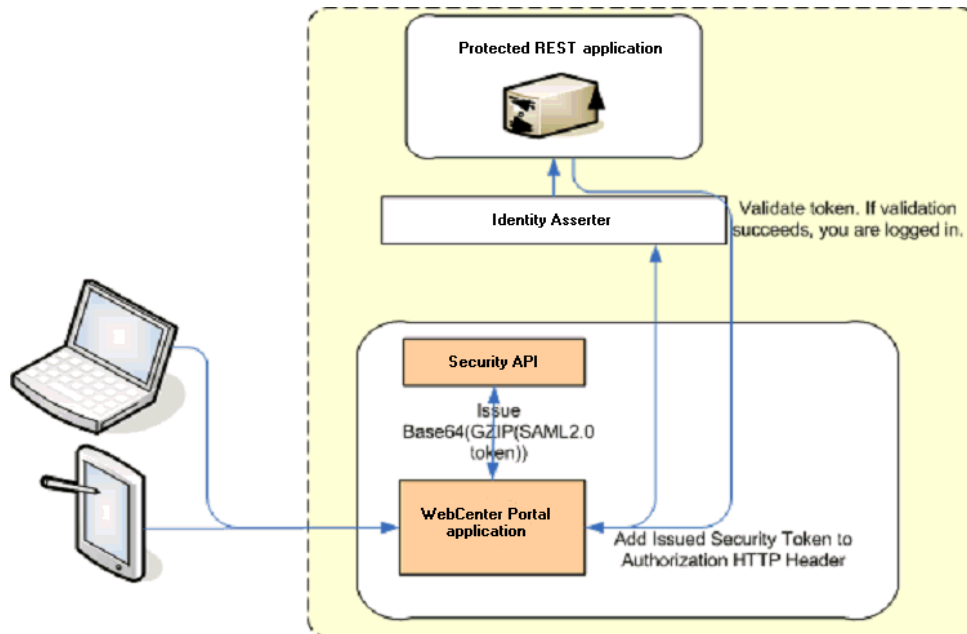 Protected REST application
Identity Asserter
Validate token. If validation
succeeds, you are logged in.
Security API
Issue
Base64(GZIP(SAML2.0
token))
WebCenter Portal
application
Add Issued Security Token to
Authorization HTTP Header